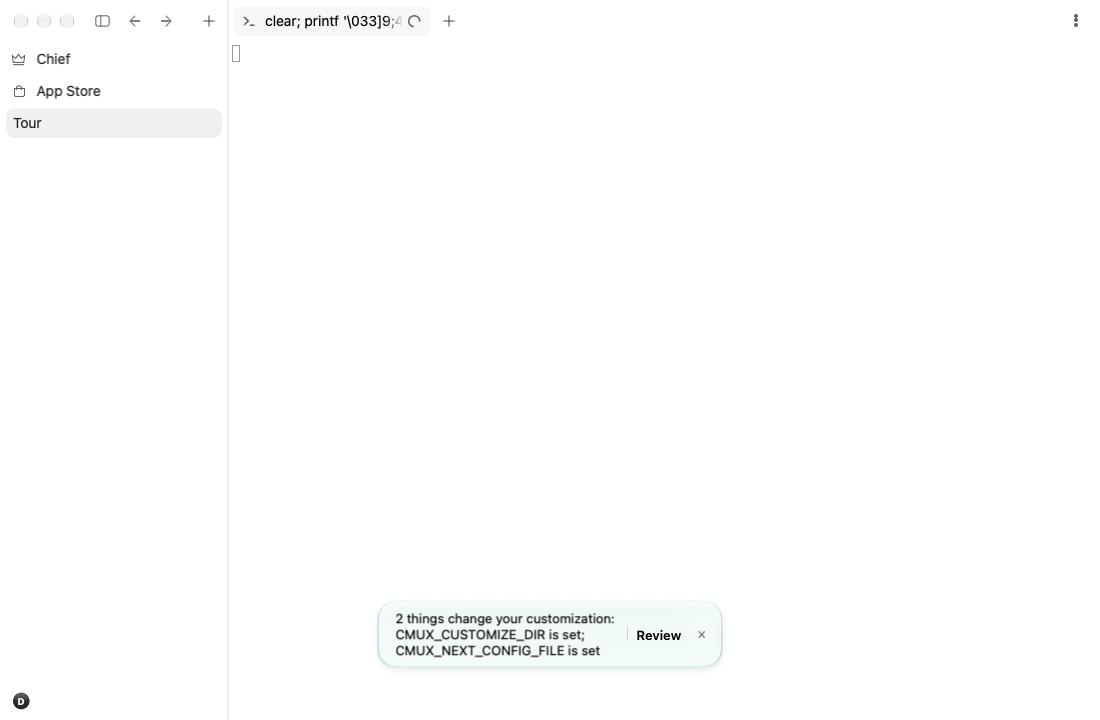 clear; printf '\033]9;4
Chief
App Store
Tour
2 things change your customization:
CMUX_CUSTOMIZE_DIR is set;
CMUX_NEXT_CONFIG_FILE is set
Review
D